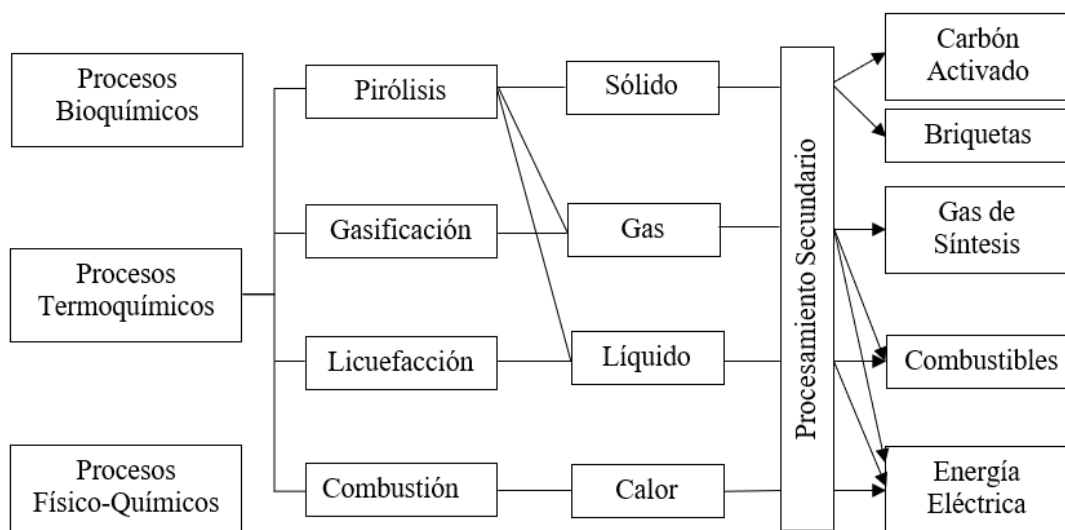 Procesos
Bioquímicos
Procesos
Termoquímicos
Procesos
Físico-Químicos
Pirólisis
Gasificación
Licuefacción
Combustión
Sólido
Gas
Líquido
Calor
Procesamiento Secundario
Carbón
Activado
Briquetas
Gas de
Síntesis
Combustibles
Energía
Eléctrica